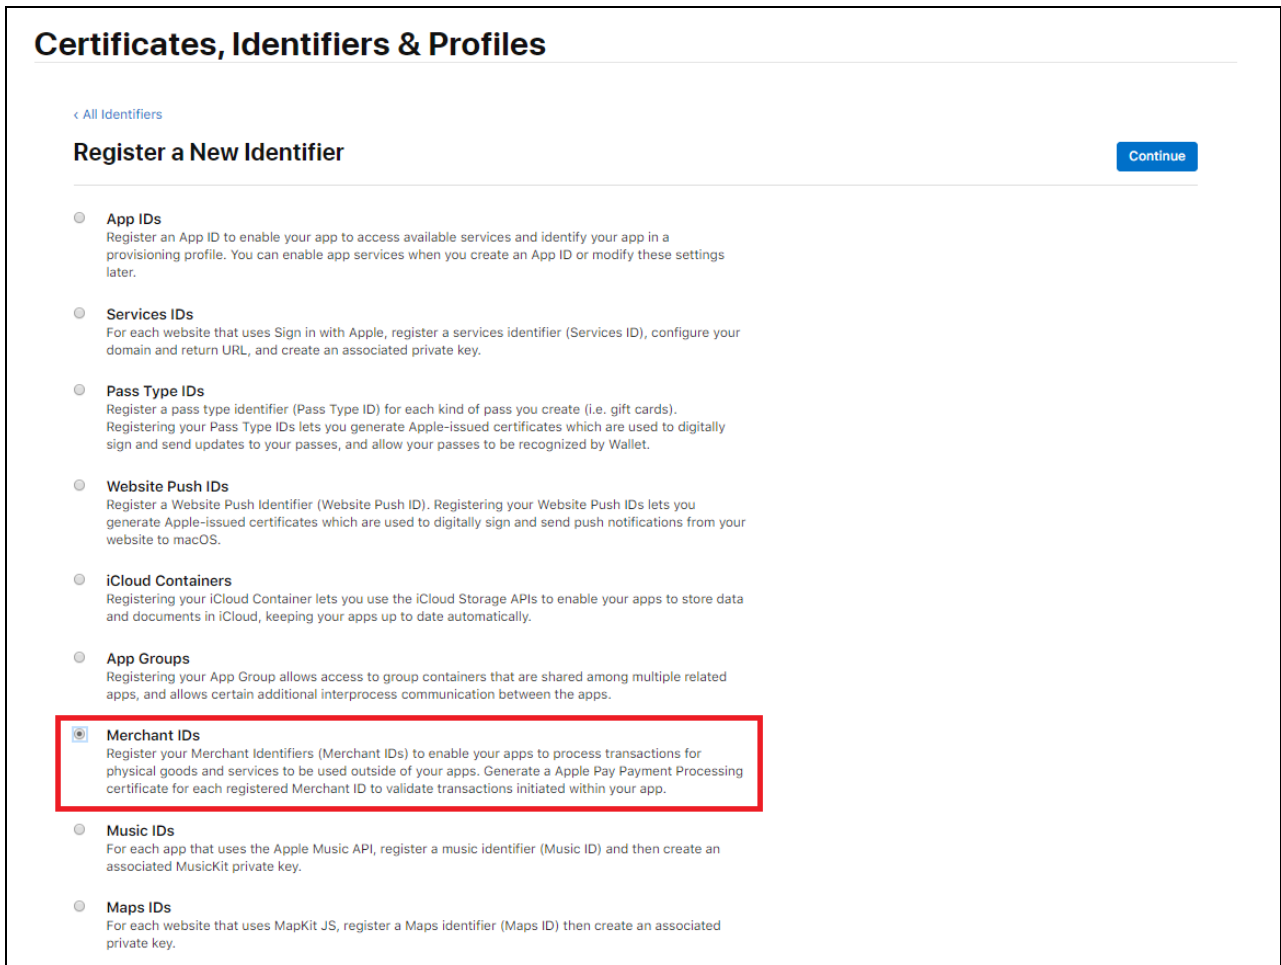 Certificates, Identifiers & Profiles
‹ All Identifiers
Register a New Identifier
Continue
App IDs
Register an App ID to enable your app to access available services and identify your app in a
provisioning profile. You can enable app services when you create an App ID or modify these settings
later.
Services IDs
For each website that uses Sign in with Apple, register a services identifier (Services ID), configure your
domain and return URL, and create an associated private key.
Pass Type IDs
Register a pass type identifier (Pass Type ID) for each kind of pass you create (i.e. gift cards).
Registering your Pass Type IDs lets you generate Apple-issued certificates which are used to digitally
sign and send updates to your passes, and allow your passes to be recognized by Wallet.
Website Push IDs
Register a Website Push Identifier (Website Push ID). Registering your Website Push IDs lets you
generate Apple-issued certificates which are used to digitally sign and send push notifications from your
website to macOS.
iCloud Containers
Registering your iCloud Container lets you use the iCloud Storage APIs to enable your apps to store data
and documents in iCloud, keeping your apps up to date automatically.
App Groups
Registering your App Group allows access to group containers that are shared among multiple related
apps, and allows certain additional interprocess communication between the apps.
Merchant IDs
Register your Merchant Identifiers (Merchant IDs) to enable your apps to process transactions for
physical goods and services to be used outside of your apps. Generate a Apple Pay Payment Processing
certificate for each registered Merchant ID to validate transactions initiated within your app.
Music IDs
For each app that uses the Apple Music API, register a music identifier (Music ID) and then create an
associated MusicKit private key.
Maps IDs
For each website that uses MapKit JS, register a Maps identifier (Maps ID) then create an associated
private key.